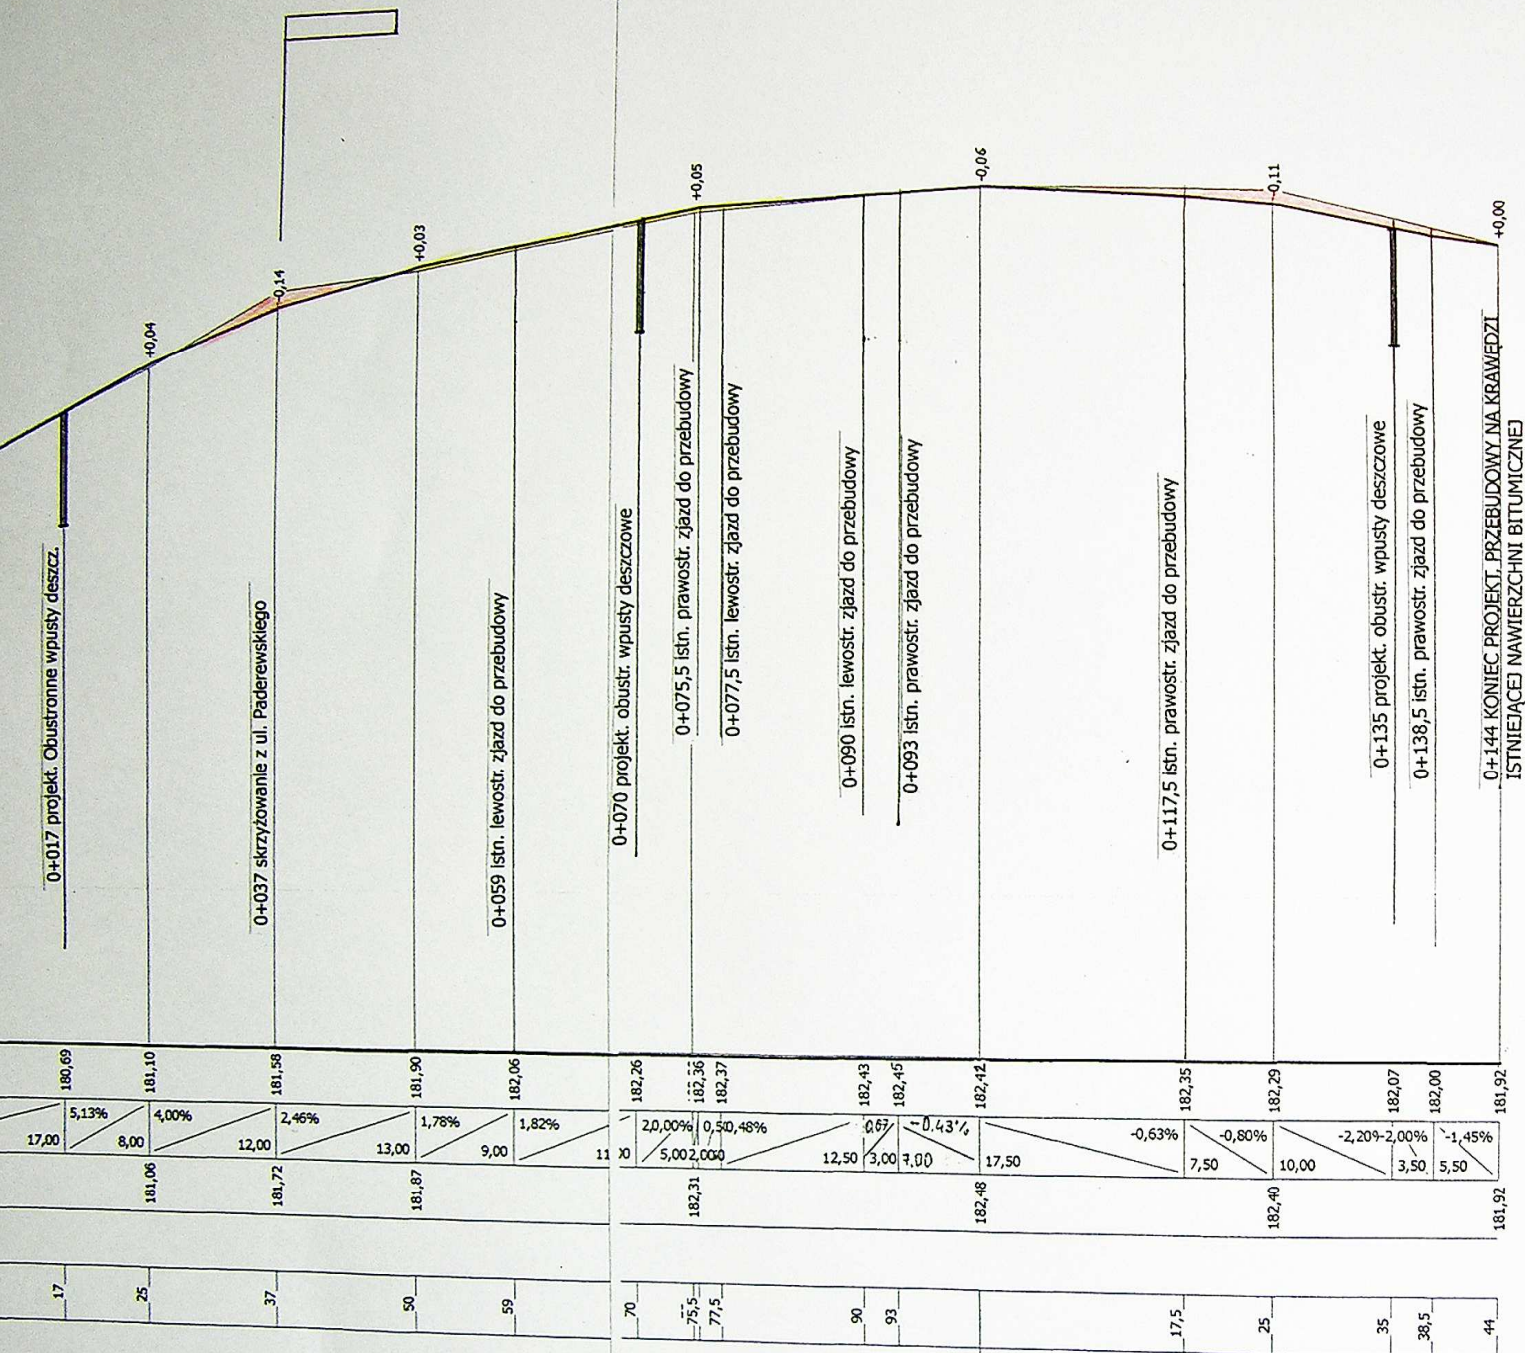 +0,04
-0,14
+0,03
+0,05
-0,06
-0,11
+0,00
0+017 projekt. Obustronne wpusty deszcz.
0+037 skrzyżowanie z ul. Paderewskiego
0+059 istn. lewostr. zjazd do przebudowy
0+070 projekt. obustr. wpusty deszczowe
0+075,5 istn. prawostr. zjazd do przebudowy
0+077,5 istn. lewostr. zjazd do przebudowy
0+090 istn. lewostr. zjazd do przebudowy
0+093 istn. prawostr. zjazd do przebudowy
0+117,5 istn. prawostr. zjazd do przebudowy
0+135 projekt. obustr. wpusty deszczowe
0+138,5 istn. prawostr. zjazd do przebudowy
0+144 KONIEC PROJEKT. PRZEBUDOWY NA KRAWĘDZI
ISTNIEJĄCEJ NAWIERZCHNI BITUMICZNEJ
180,69 181,10 181,58 181,90 182,06 182,26 182,36 182,37 182,43 182,45 182,42 182,35 182,29 182,07 182,00 181,92
5,13% 4,00% 2,46% 1,78% 1,82% 0,48% 0,67 -0.43% -0,63% -0,80% -2,00% -1,45%
17,00 8,00 12,00 13,00 9,00 5,00 12,50 3,00 7.00 17,50 7,50 10,00 3,50 5,50
181,06 181,72 181,87 182,31 182,48 182,40 181,92
17 25 37 50 59 70 75,5 77,5 90 93 17,5 25 35 38,5 44